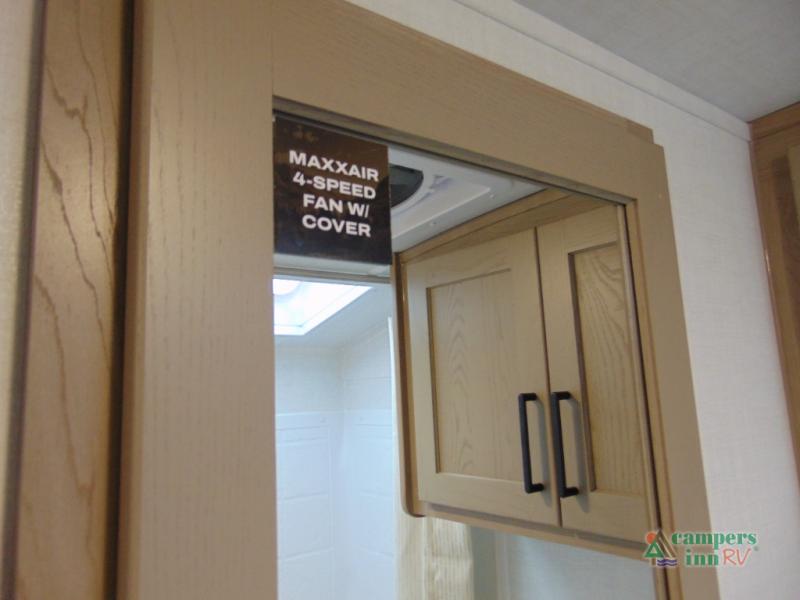 MAXXAIR
4-SPEED
FAN W/
COVER
campers
inn RV